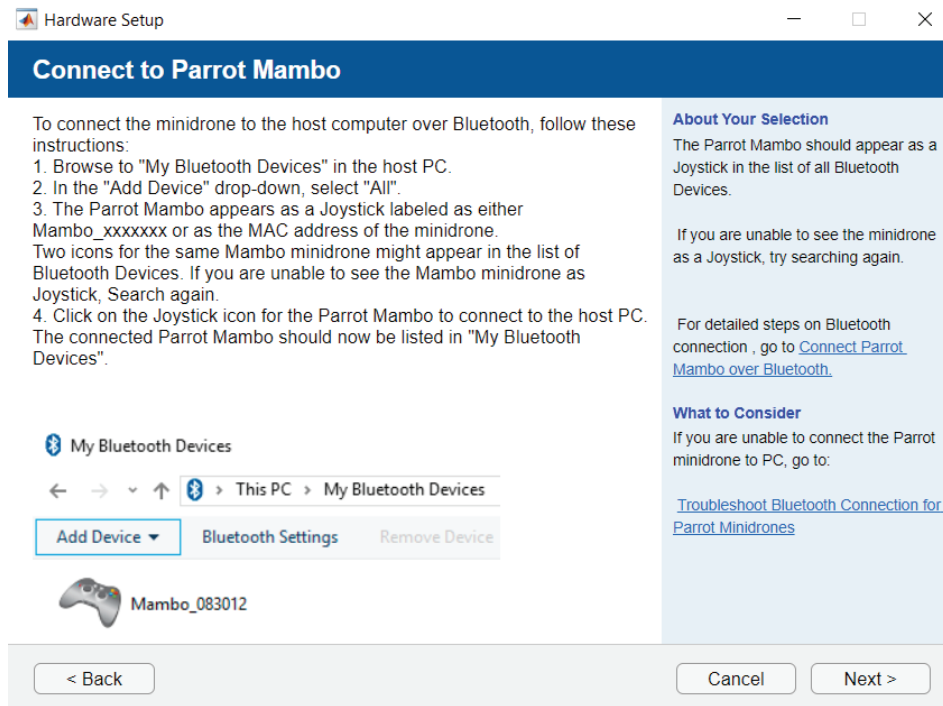 Hardware Setup
Connect to Parrot Mambo
To connect the minidrone to the host computer over Bluetooth, follow these
instructions:
1. Browse to "My Bluetooth Devices" in the host PC.
2. In the "Add Device" drop-down, select "All".
3. The Parrot Mambo appears as a Joystick labeled as either
Mambo_xxxxxxx or as the MAC address of the minidrone.
Two icons for the same Mambo minidrone might appear in the list of
Bluetooth Devices. If you are unable to see the Mambo minidrone as
Joystick, Search again.
4. Click on the Joystick icon for the Parrot Mambo to connect to the host PC.
The connected Parrot Mambo should now be listed in "My Bluetooth
Devices".
My Bluetooth Devices
This PC > My Bluetooth Devices
Add Device Bluetooth Settings Remove Device
Mambo_083012
About Your Selection
The Parrot Mambo should appear as a
Joystick in the list of all Bluetooth
Devices.
If you are unable to see the minidrone
as a Joystick, try searching again.
For detailed steps on Bluetooth
connection , go to Connect Parrot
Mambo over Bluetooth.
What to Consider
If you are unable to connect the Parrot
minidrone to PC, go to:
Troubleshoot Bluetooth Connection for
Parrot Minidrones
< Back Cancel Next >